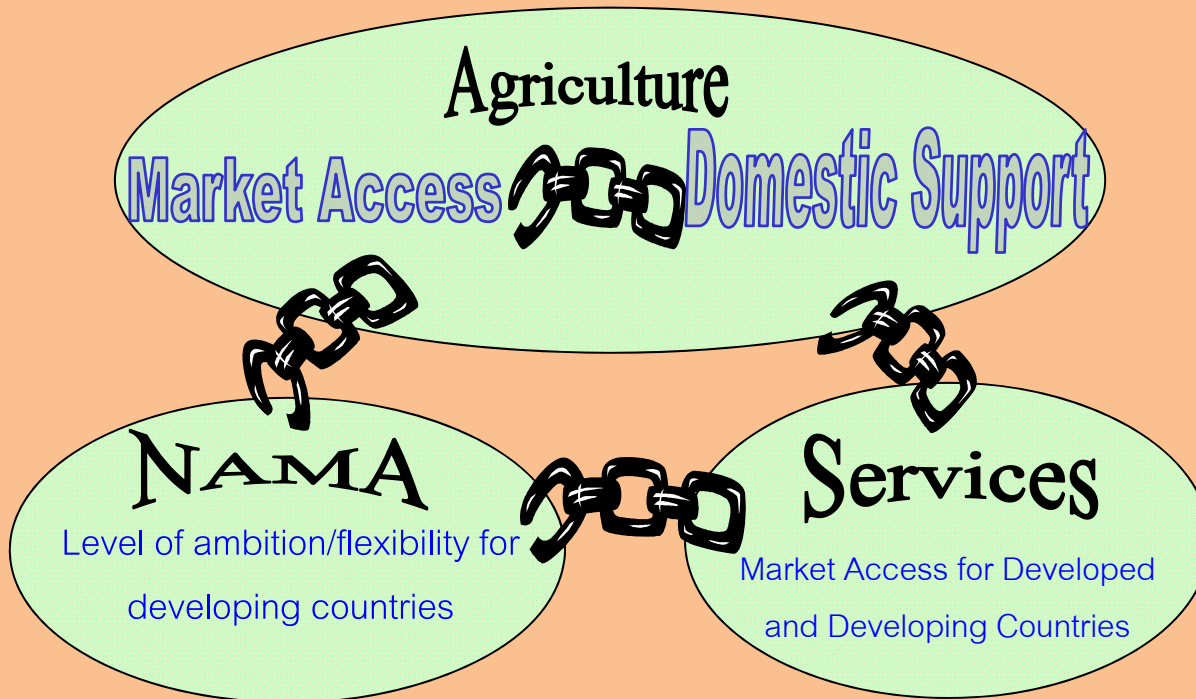 Agriculture
Market Access
Domestic Support
NAMA
Level of ambition/flexibility for
developing countries
Services
Market Access for Developed
and Developing Countries